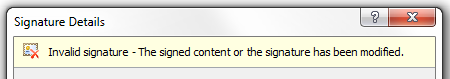 Signature Details
Invalid signature - The signed content or the signature has been modified.